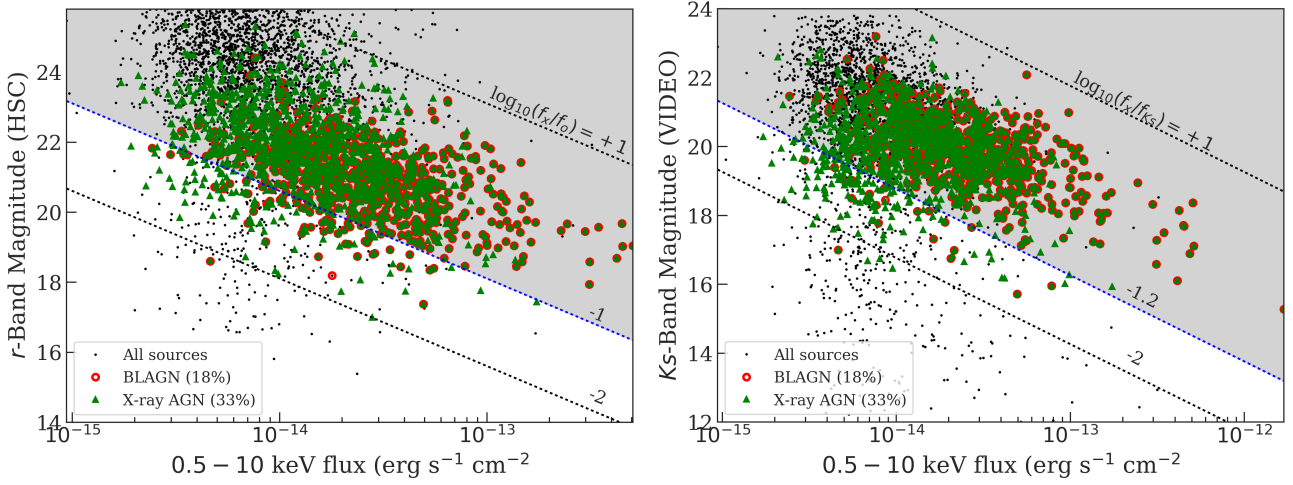 r-Band Magnitude (HSC)
24
22
20
18
16
14
log₁₀(fₓ/fₒ) = +1
-1
-2
All sources
BLAGN (18%)
X-ray AGN (33%)
10⁻¹⁵
10⁻¹⁴
10⁻¹³
0.5 − 10 keV flux (erg s⁻¹ cm⁻²
Ks-Band Magnitude (VIDEO)
24
22
20
18
16
14
12
log₁₀(fₓ/f_Ks) = +1
-1.2
-2
All sources
BLAGN (18%)
X-ray AGN (33%)
10⁻¹⁵
10⁻¹⁴
10⁻¹³
10⁻¹²
0.5 − 10 keV flux (erg s⁻¹ cm⁻²